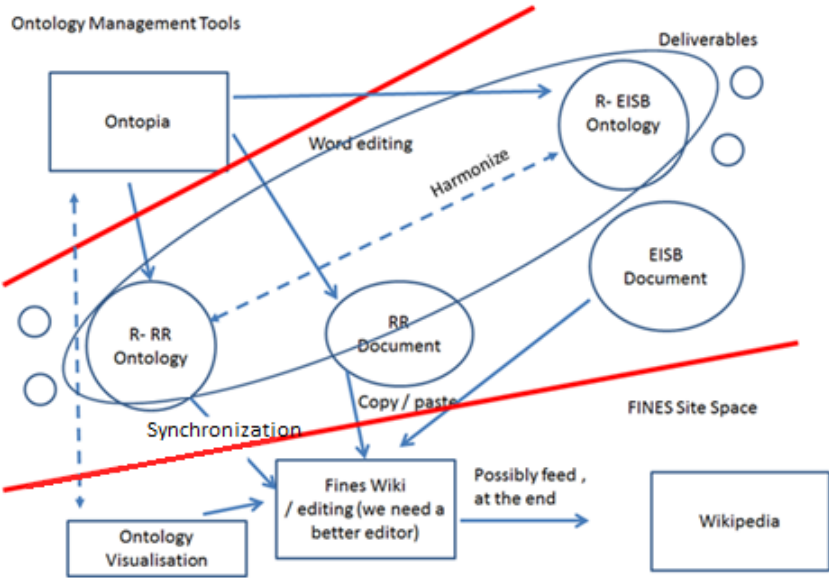 Ontology Management Tools
Deliverables
Ontopia
R- EISB
Ontology
Word editing
Harmonize
EISB
Document
R- RR
Ontology
RR
Document
Copy / paste
FINES Site Space
Synchronization
Fines Wiki
/ editing (we need a
better editor)
Possibly feed ,
at the end
Wikipedia
Ontology
Visualisation